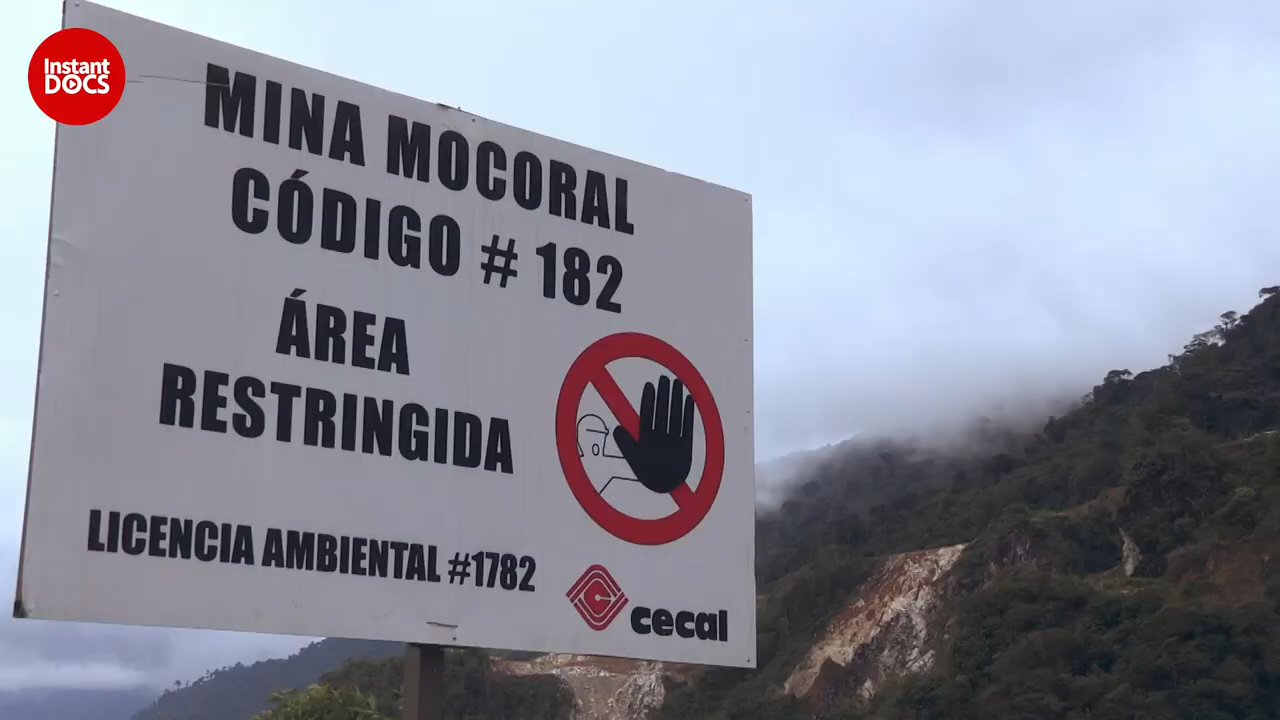 Instant
DOCS
MINA MOCORAL
CÓDIGO # 182
ÁREA
RESTRINGIDA
LICENCIA AMBIENTAL #1782
cecal